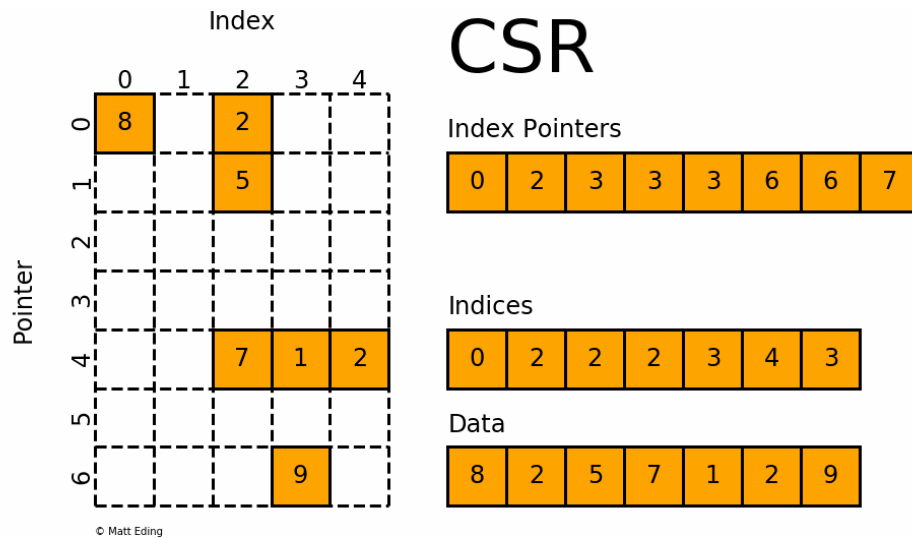 Index
CSR
0 1 2 3 4
Index Pointers
0 8 2
1 5
0 2 3 3 3 6 6 7
2
Pointer
3
Indices
4 7 1 2
0 2 2 2 3 4 3
5
Data
6 9
8 2 5 7 1 2 9
© Matt Eding